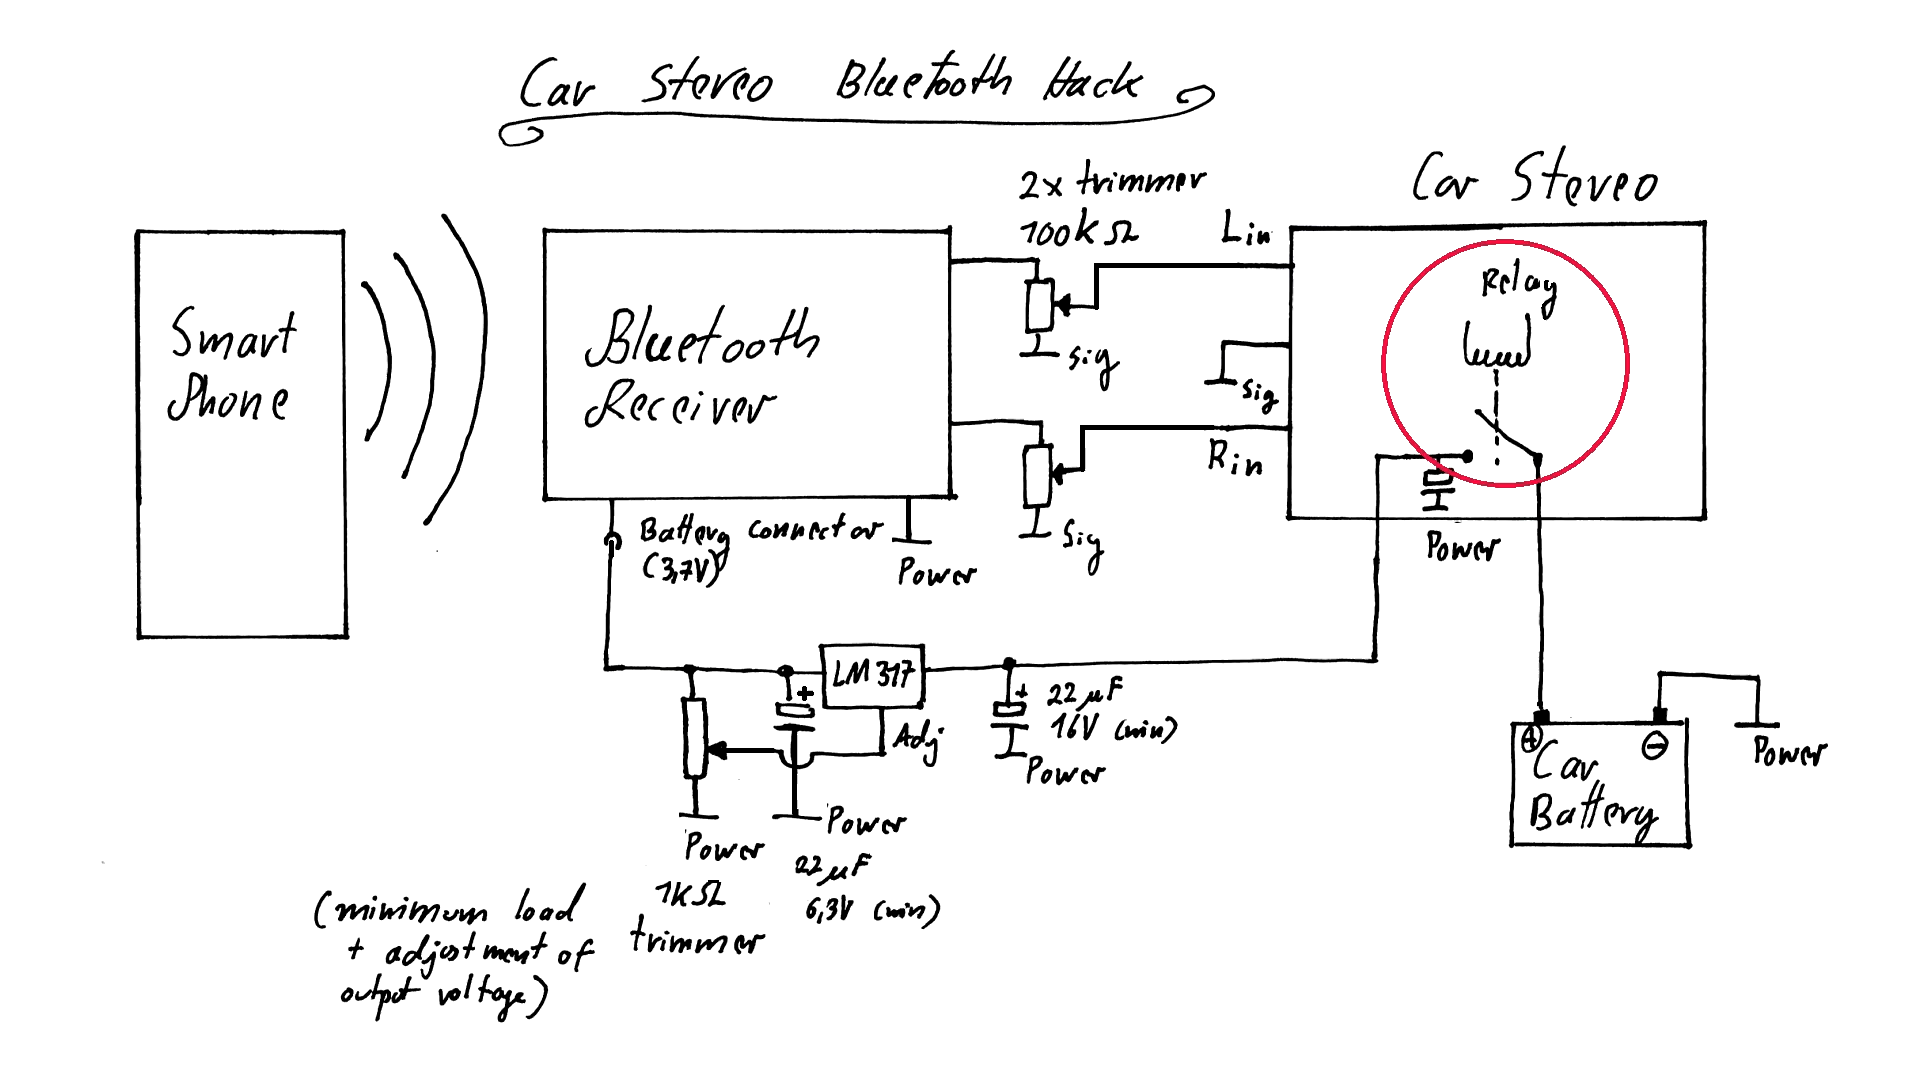 Car Stereo Bluetooth Hack
Car Stereo
2x trimmer
100kΩ
Lin
Relay
Smart
Phone
Bluetooth
Receiver
sig
sig
Rin
Sig
Battery connector
(3,7V)
Power
Power
LM 317
Adj
+
+
22µF
16V (min)
Power
+
−
Car
Battery
Power
Power
Power
22µF
6,3V (min)
1kΩ
trimmer
(minimum load
+ adjustment of
output voltage)